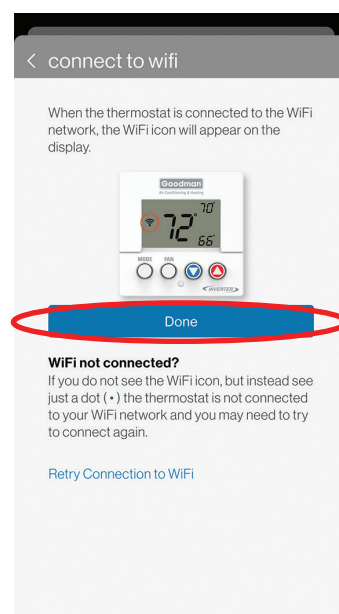 < connect to wifi
When the thermostat is connected to the WiFi
network, the WiFi icon will appear on the
display.
Goodman
Air Conditioning & Heating
72° 70°
66°
MODE FAN
INVERTER
Done
WiFi not connected?
If you do not see the WiFi icon, but instead see
just a dot ( • ) the thermostat is not connected
to your WiFi network and you may need to try
to connect again.
Retry Connection to WiFi